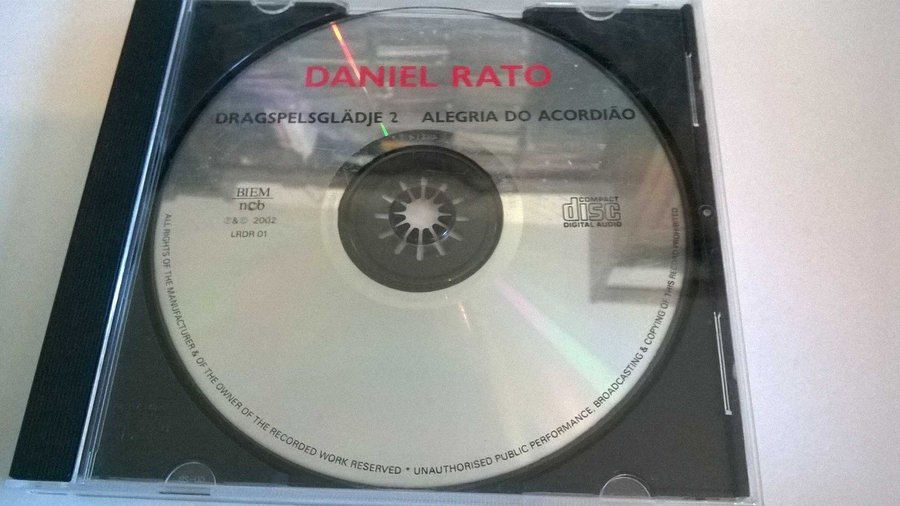 DANIEL RATO
DRAGSPELSGLÄDJE 2 ALEGRIA DO ACORDIÃO
BIEM
ncb
℗&© 2002
LRDR 01
COMPACT
disc
DIGITAL AUDIO
ALL RIGHTS OF THE MANUFACTURER & OF THE OWNER OF THE RECORDED WORK RESERVED * UNAUTHORISED PUBLIC PERFORMANCE, BROADCASTING & COPYING OF THIS RECORD PROHIBITED